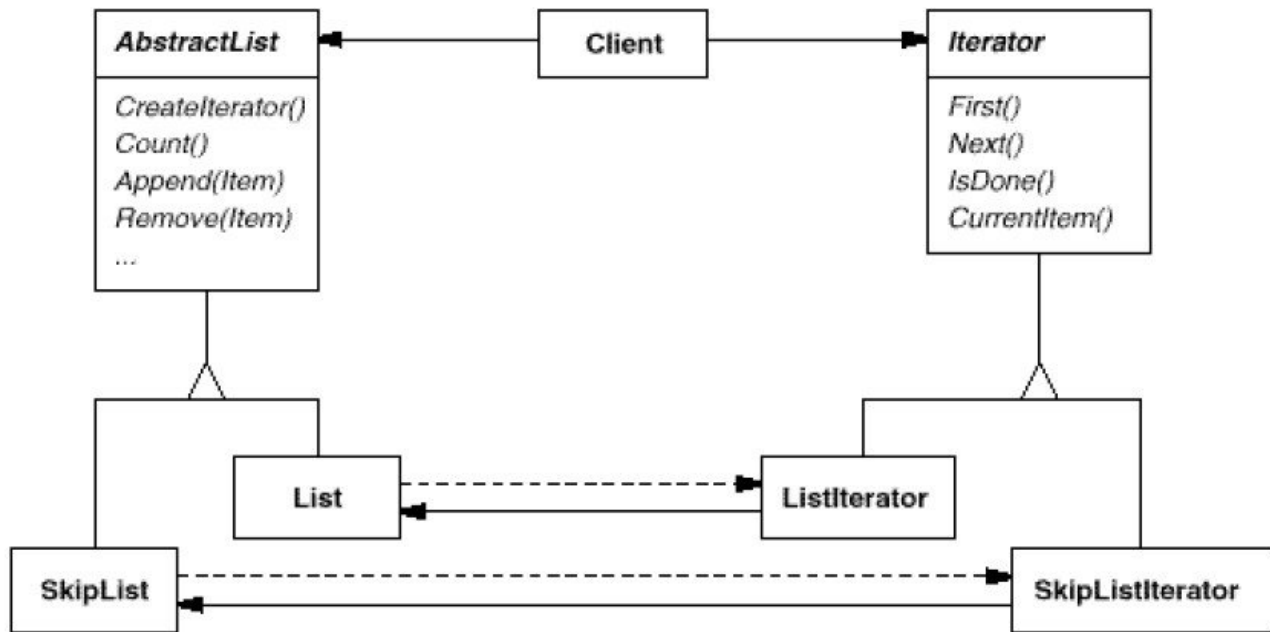 AbstractList
CreateIterator()
Count()
Append(Item)
Remove(Item)
...
Client
Iterator
First()
Next()
IsDone()
CurrentItem()
List
ListIterator
SkipList
SkipListIterator